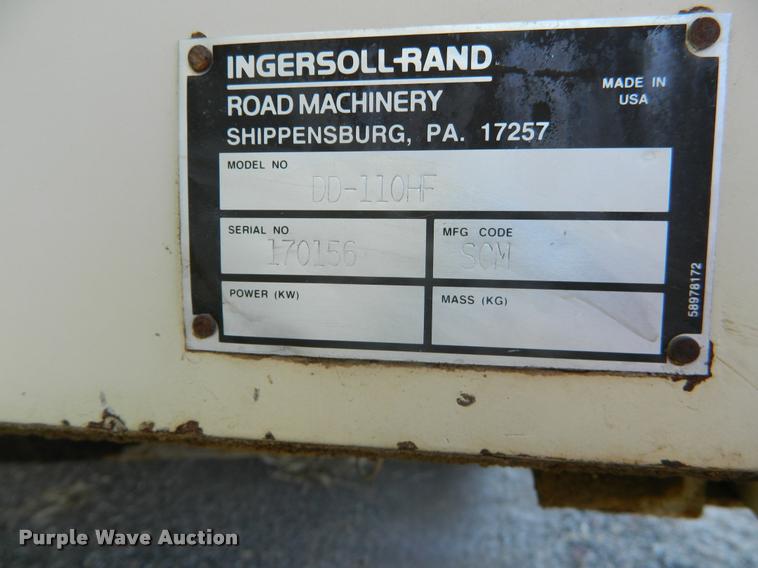 INGERSOLL-RAND
ROAD MACHINERY
MADE IN
USA
SHIPPENSBURG, PA. 17257
MODEL NO
DD-110HF
SERIAL NO
170156
MFG CODE
SCM
POWER (KW)
MASS (KG)
58978172
Purple Wave Auction